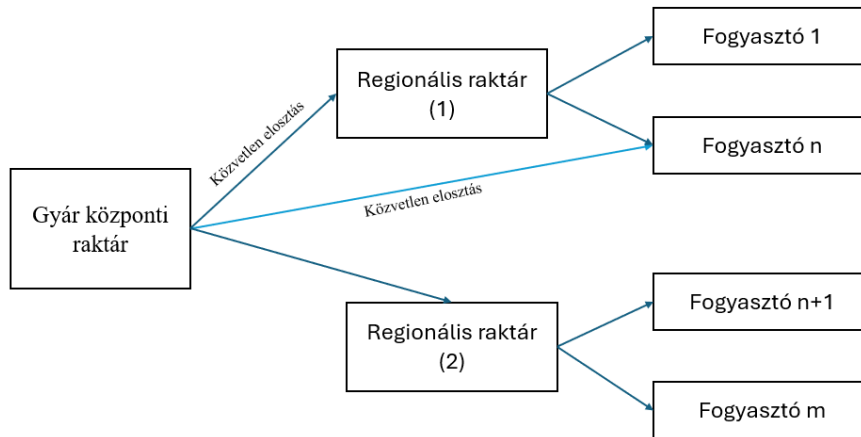 Fogyasztó 1
Regionális raktár
(1)
Közvetlen elosztás
Fogyasztó n
Közvetlen elosztás
Gyár központi
raktár
Fogyasztó n+1
Regionális raktár
(2)
Fogyasztó m